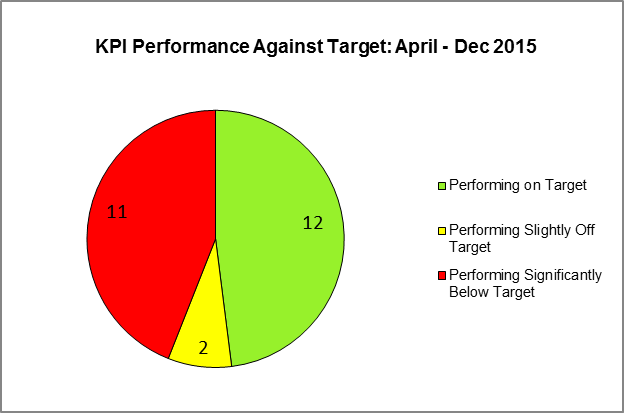 KPI Performance Against Target: April - Dec 2015
11
12
2
Performing on Target
Performing Slightly Off
Target
Performing Significantly
Below Target